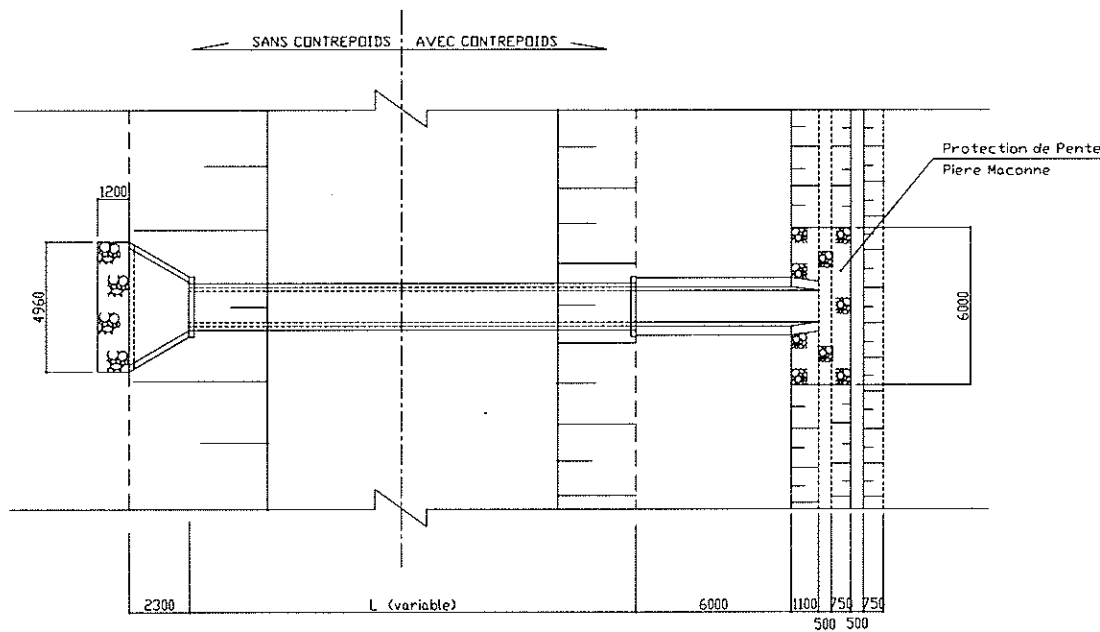 SANS CONTREPOIDS AVEC CONTREPOIDS
Protection de Pente
Piere Maconne
1200
4960
6000
2300
L (variable)
6000
1100
750
750
500
500